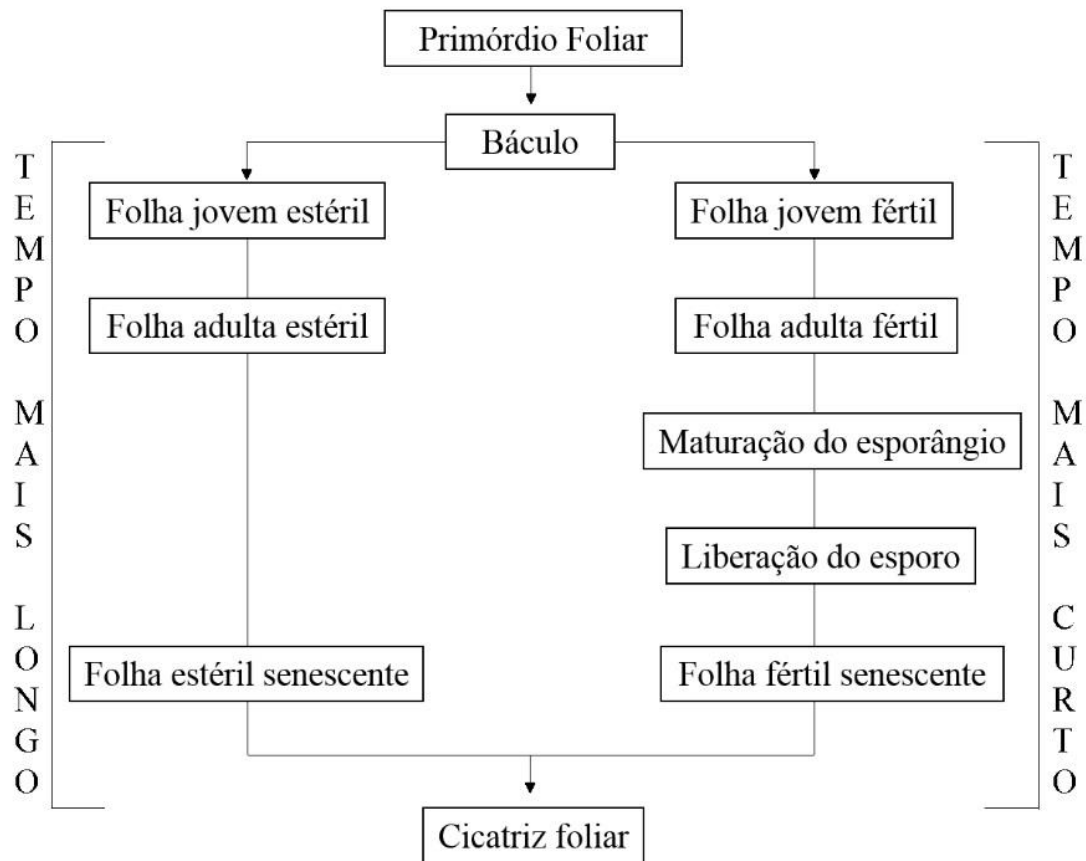 Primórdio Foliar
Báculo
TEMPO MAIS LONGO
Folha jovem estéril
Folha adulta estéril
Folha estéril senescente
Folha jovem fértil
Folha adulta fértil
Maturação do esporângio
Liberação do esporo
Folha fértil senescente
TEMPO MAIS CURTO
Cicatriz foliar